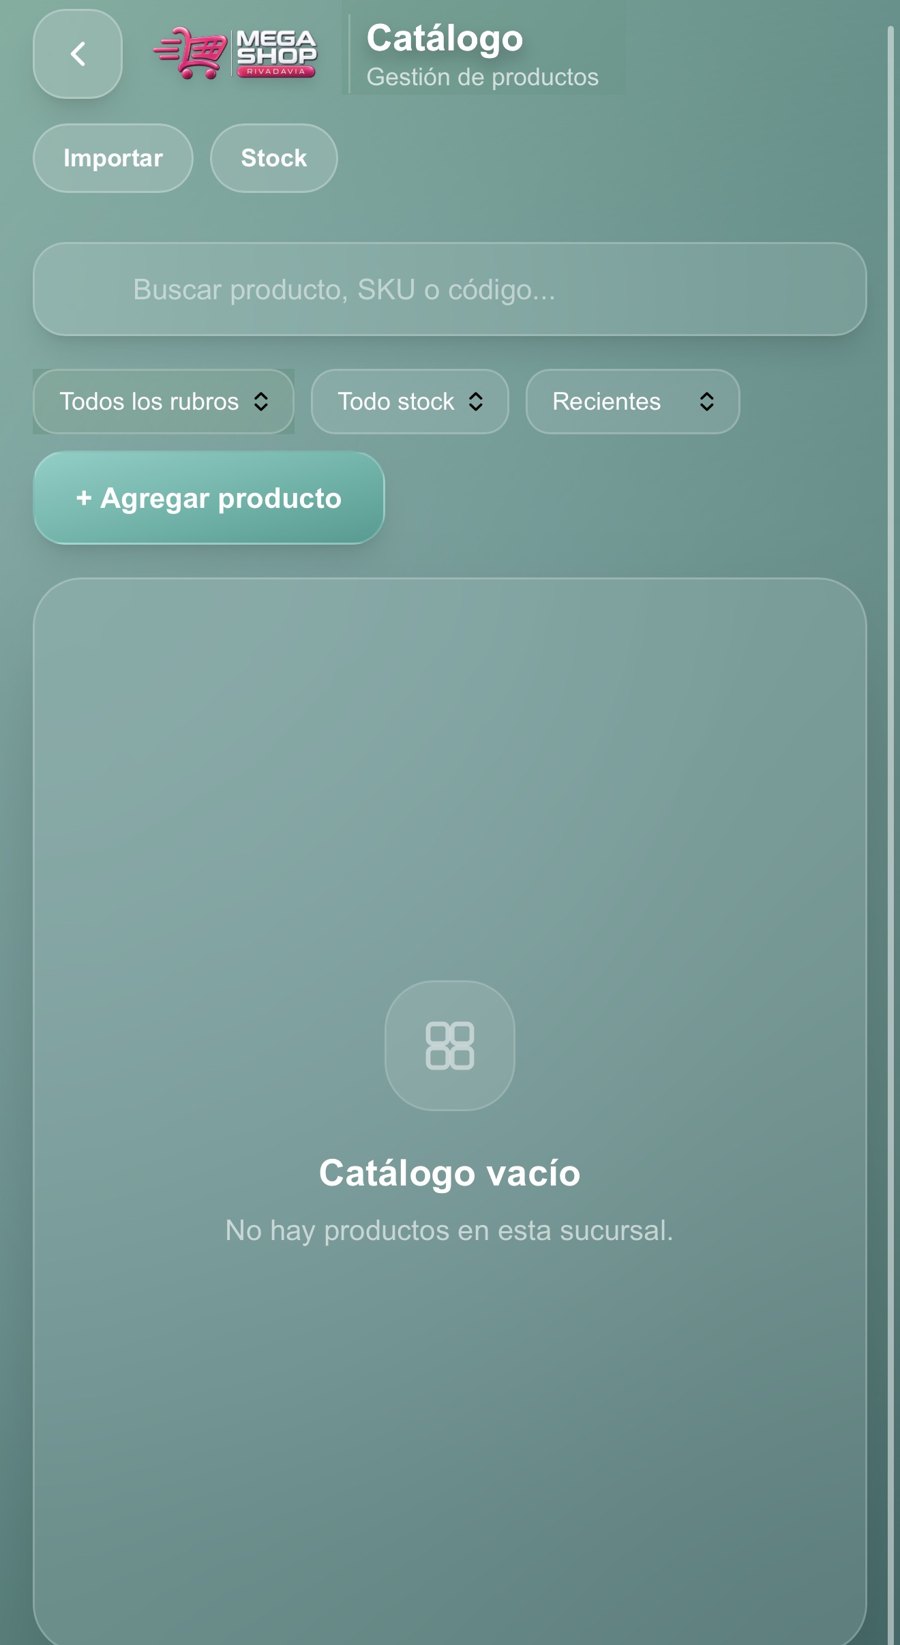 MEGA
SHOP
RIVADAVIA
Catálogo
Gestión de productos
Importar
Stock
Buscar producto, SKU o código...
Todos los rubros
Todo stock
Recientes
+ Agregar producto
Catálogo vacío
No hay productos en esta sucursal.